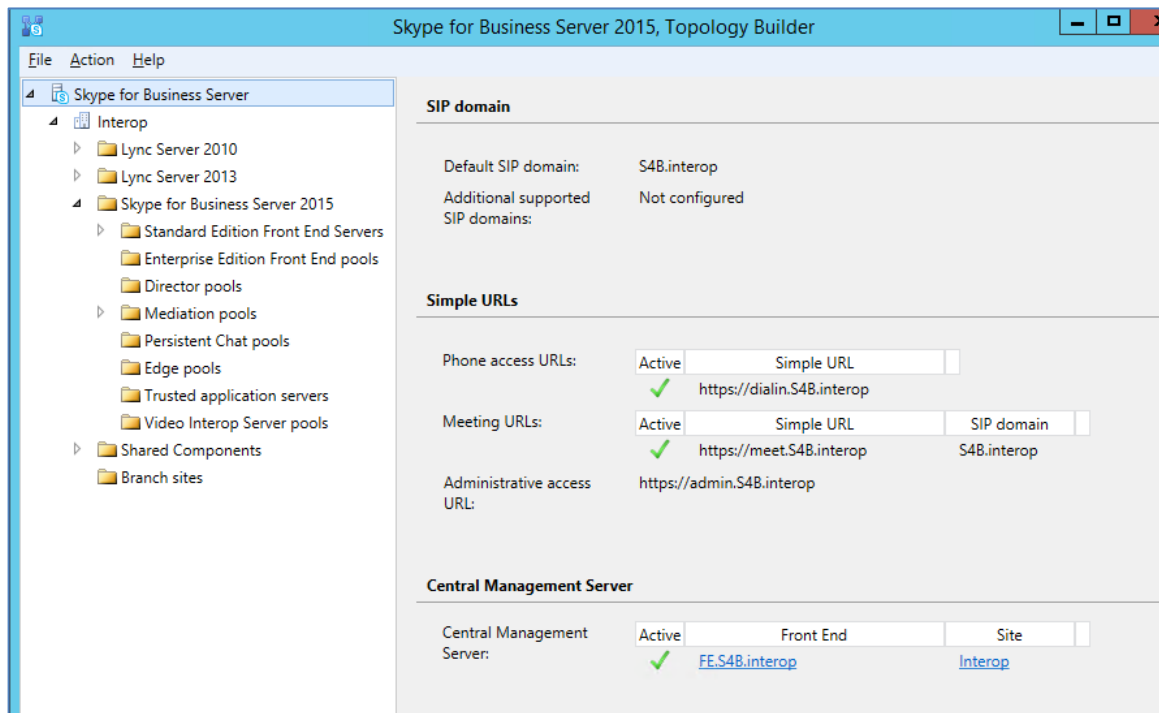 Skype for Business Server 2015, Topology Builder
File Action Help
Skype for Business Server
Interop
Lync Server 2010
Lync Server 2013
Skype for Business Server 2015
Standard Edition Front End Servers
Enterprise Edition Front End pools
Director pools
Mediation pools
Persistent Chat pools
Edge pools
Trusted application servers
Video Interop Server pools
Shared Components
Branch sites
SIP domain
Default SIP domain: S4B.interop
Additional supported Not configured
SIP domains:
Simple URLs
Phone access URLs: Active Simple URL
https://dialin.S4B.interop
Meeting URLs: Active Simple URL SIP domain
https://meet.S4B.interop S4B.interop
Administrative access https://admin.S4B.interop
URL:
Central Management Server
Central Management Active Front End Site
Server: FE.S4B.interop Interop